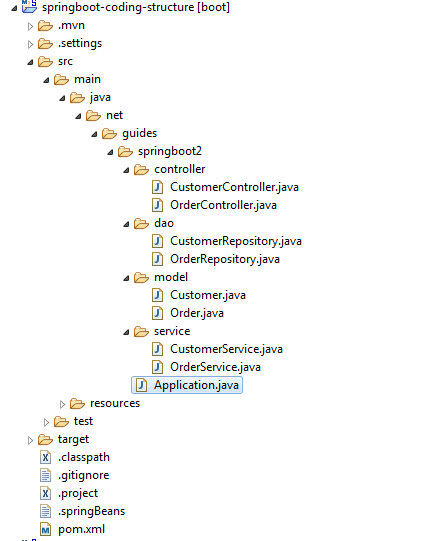 springboot-coding-structure [boot]
.mvn
.settings
src
main
java
net
guides
springboot2
controller
CustomerController.java
OrderController.java
dao
CustomerRepository.java
OrderRepository.java
model
Customer.java
Order.java
service
CustomerService.java
OrderService.java
Application.java
resources
test
target
.classpath
.gitignore
.project
.springBeans
pom.xml